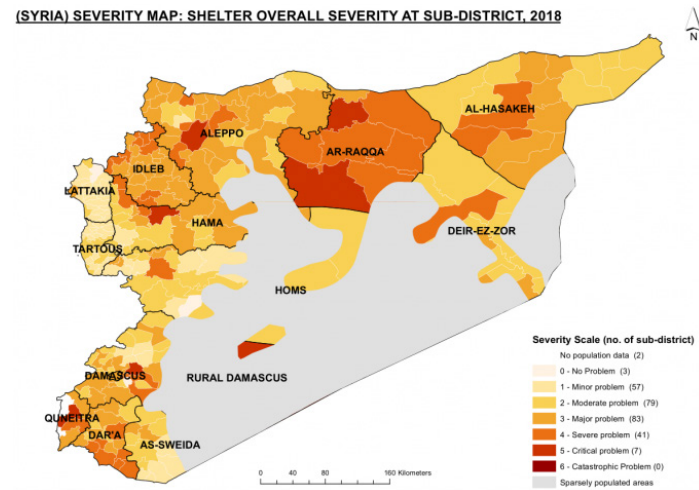 (SYRIA) SEVERITY MAP: SHELTER OVERALL SEVERITY AT SUB-DISTRICT, 2018
N
AL-HASAKEH
ALEPPO
AR-RAQQA
IDLEB
LATTAKIA
HAMA
TARTOUS
DEIR-EZ-ZOR
HOMS
RURAL DAMASCUS
DAMASCUS
QUNEITRA
DAR'A
AS-SWEIDA
Severity Scale (no. of sub-district)
No population data (2)
0 - No Problem (3)
1 - Minor problem (57)
2 - Moderate problem (79)
3 - Major problem (83)
4 - Severe problem (41)
5 - Critical problem (7)
6 - Catastrophic Problem (0)
Sparsely populated areas
0 40 80 160 Kilometers